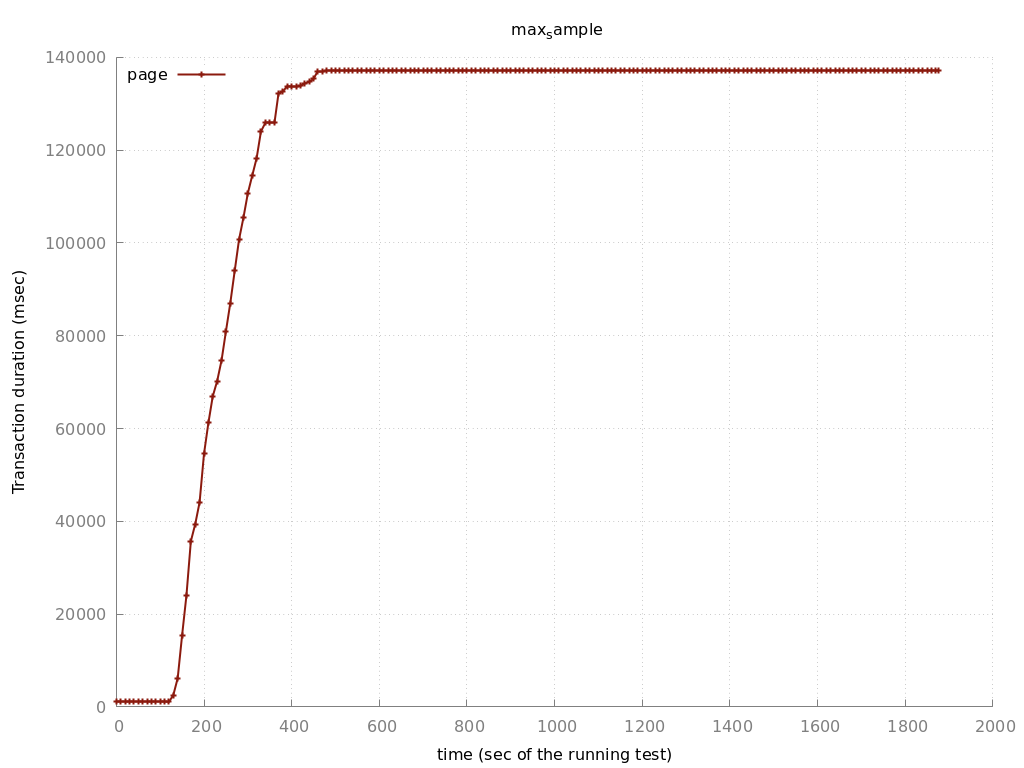 maxₛample
page
140000
120000
100000
80000
60000
40000
20000
0
Transaction duration (msec)
0 200 400 600 800 1000 1200 1400 1600 1800 2000
time (sec of the running test)